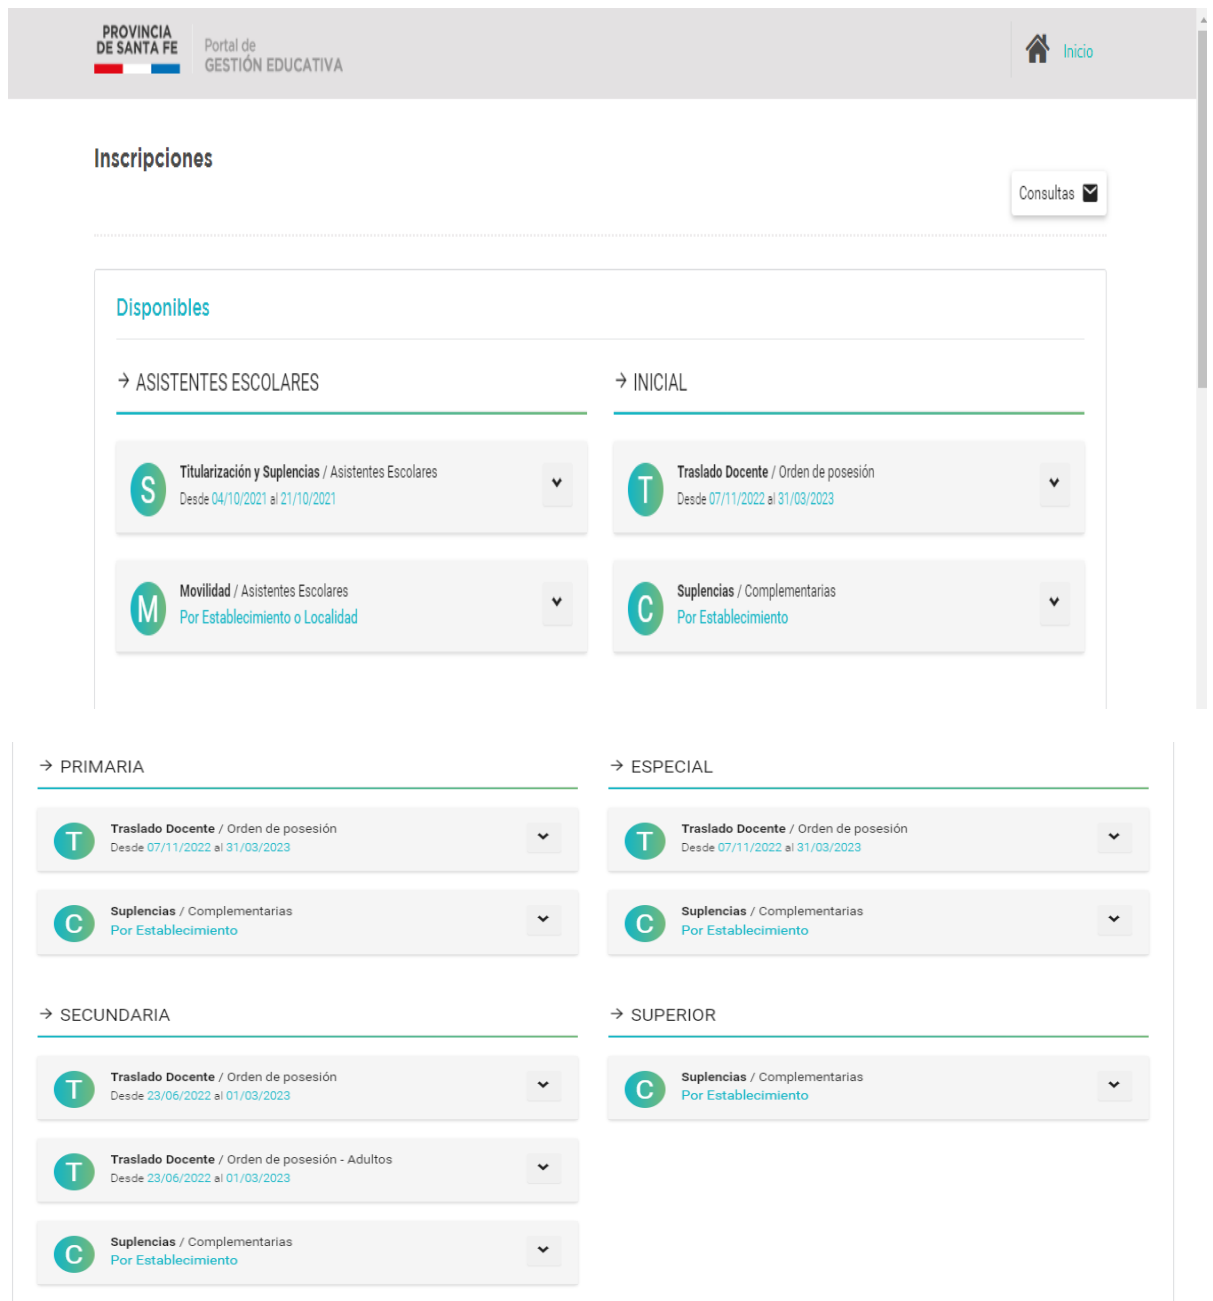 PROVINCIA
DE SANTA FE
Portal de
GESTIÓN EDUCATIVA
Inicio
Inscripciones
Consultas
Disponibles
→ ASISTENTES ESCOLARES
S
Titularización y Suplencias / Asistentes Escolares
Desde 04/10/2021 al 21/10/2021
M
Movilidad / Asistentes Escolares
Por Establecimiento o Localidad
→ INICIAL
T
Traslado Docente / Orden de posesión
Desde 07/11/2022 al 31/03/2023
C
Suplencias / Complementarias
Por Establecimiento
→ PRIMARIA
T
Traslado Docente / Orden de posesión
Desde 07/11/2022 al 31/03/2023
C
Suplencias / Complementarias
Por Establecimiento
→ ESPECIAL
T
Traslado Docente / Orden de posesión
Desde 07/11/2022 al 31/03/2023
C
Suplencias / Complementarias
Por Establecimiento
→ SECUNDARIA
T
Traslado Docente / Orden de posesión
Desde 23/06/2022 al 01/03/2023
T
Traslado Docente / Orden de posesión - Adultos
Desde 23/06/2022 al 01/03/2023
C
Suplencias / Complementarias
Por Establecimiento
→ SUPERIOR
C
Suplencias / Complementarias
Por Establecimiento